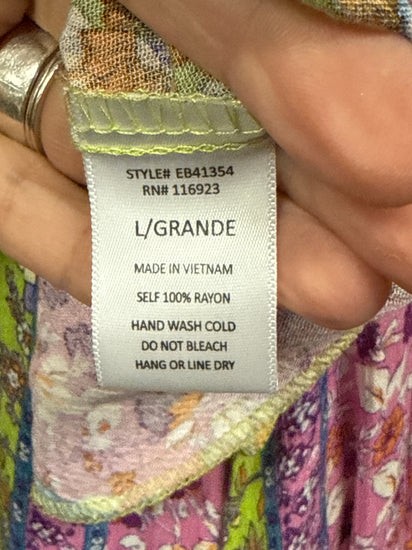 STYLE# EB41354
RN# 116923
L/GRANDE
MADE IN VIETNAM
SELF 100% RAYON
HAND WASH COLD
DO NOT BLEACH
HANG OR LINE DRY